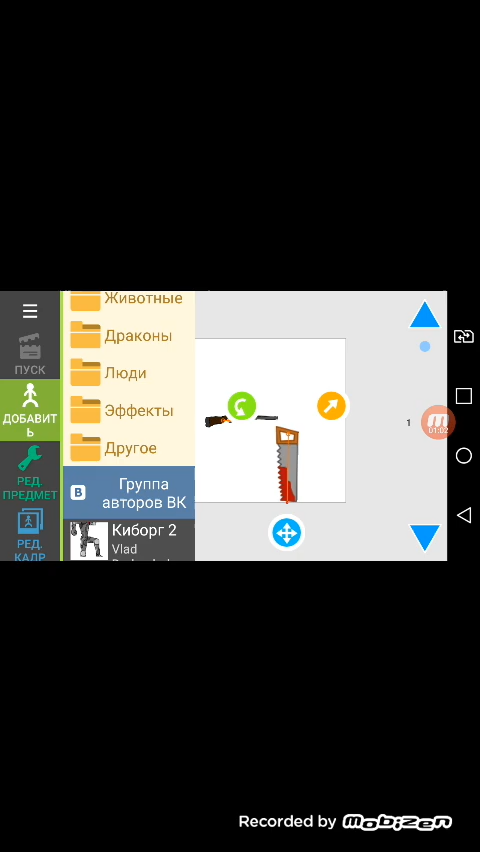 Животные
Драконы
Люди
Эффекты
Другое
Группа
авторов ВК
Киборг 2
Vlad
ПУСК
ДОБАВИТ
Ь
РЕД.
ПРЕДМЕТ
РЕД.
КАДР
1
01:02
Recorded by Mobizen